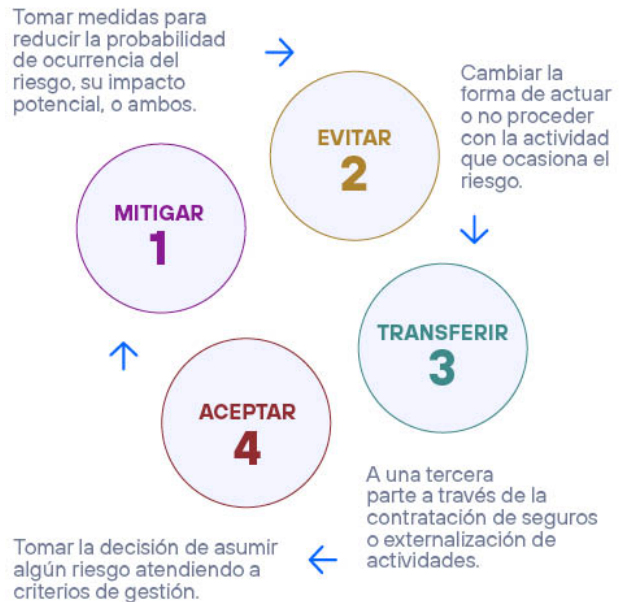 Tomar medidas para
reducir la probabilidad
de ocurrencia del
riesgo, su impacto
potencial, o ambos.
MITIGAR
1
EVITAR
2
Cambiar la
forma de actuar
o no proceder
con la actividad
que ocasiona el
riesgo.
TRANSFERIR
3
A una tercera
parte a través de la
contratación de seguros
o externalización de
actividades.
ACEPTAR
4
Tomar la decisión de asumir
algún riesgo atendiendo a
criterios de gestión.